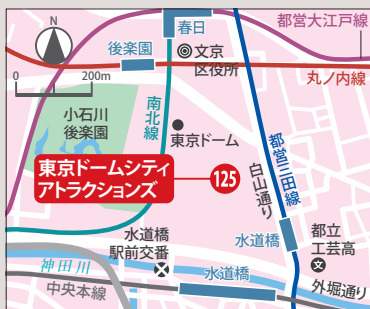 N
0 200m
春日
都営大江戸線
後楽園
文京
区役所
丸ノ内線
小石川
後楽園
南北線
東京ドーム
東京ドームシティ
アトラクションズ
125
都営三田線
白山通り
水道橋
駅前交番
水道橋
都立
工芸高
文
神田川
水道橋
中央本線
外堀通り